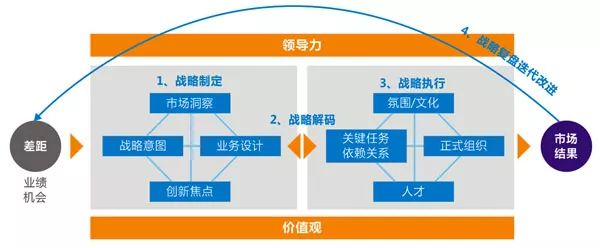 领导力
4、战略复盘迭代改进
1、战略制定
市场洞察
战略意图
业务设计
创新焦点
2、战略解码
3、战略执行
氛围/文化
关键任务
依赖关系
正式组织
人才
差距
业绩
机会
市场
结果
价值观